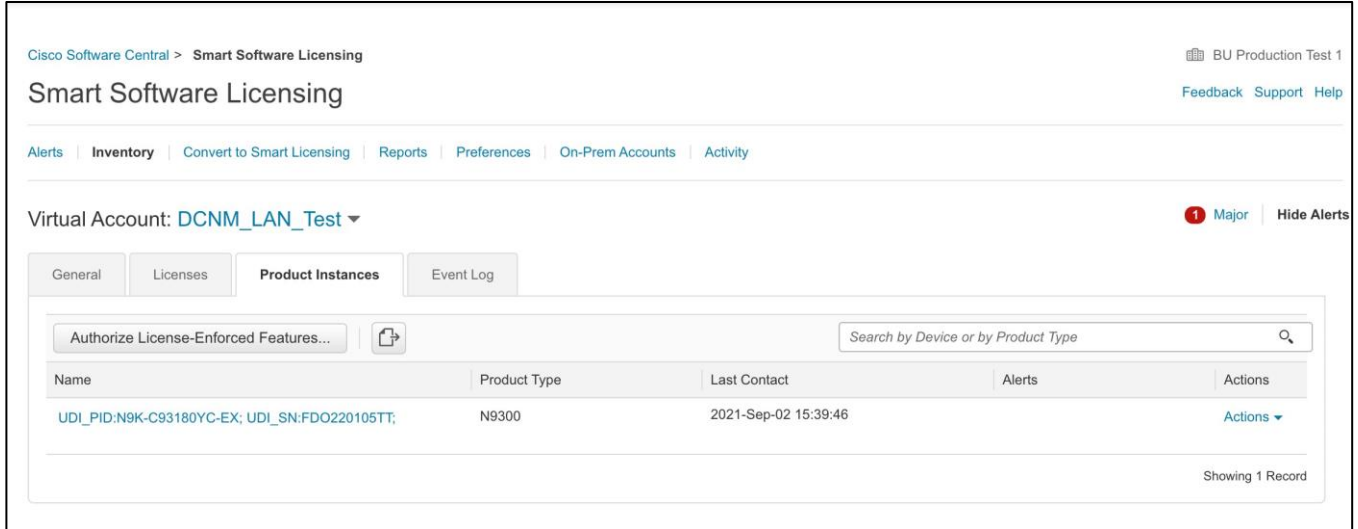 Cisco Software Central > Smart Software Licensing
BU Production Test 1
Smart Software Licensing
Feedback Support Help
Alerts Inventory Convert to Smart Licensing Reports Preferences On-Prem Accounts Activity
Virtual Account: DCNM_LAN_Test
1 Major Hide Alerts
General Licenses Product Instances Event Log
Authorize License-Enforced Features...
Search by Device or by Product Type
Name Product Type Last Contact Alerts Actions
UDI_PID:N9K-C93180YC-EX; UDI_SN:FDO220105TT; N9300 2021-Sep-02 15:39:46 Actions
Showing 1 Record